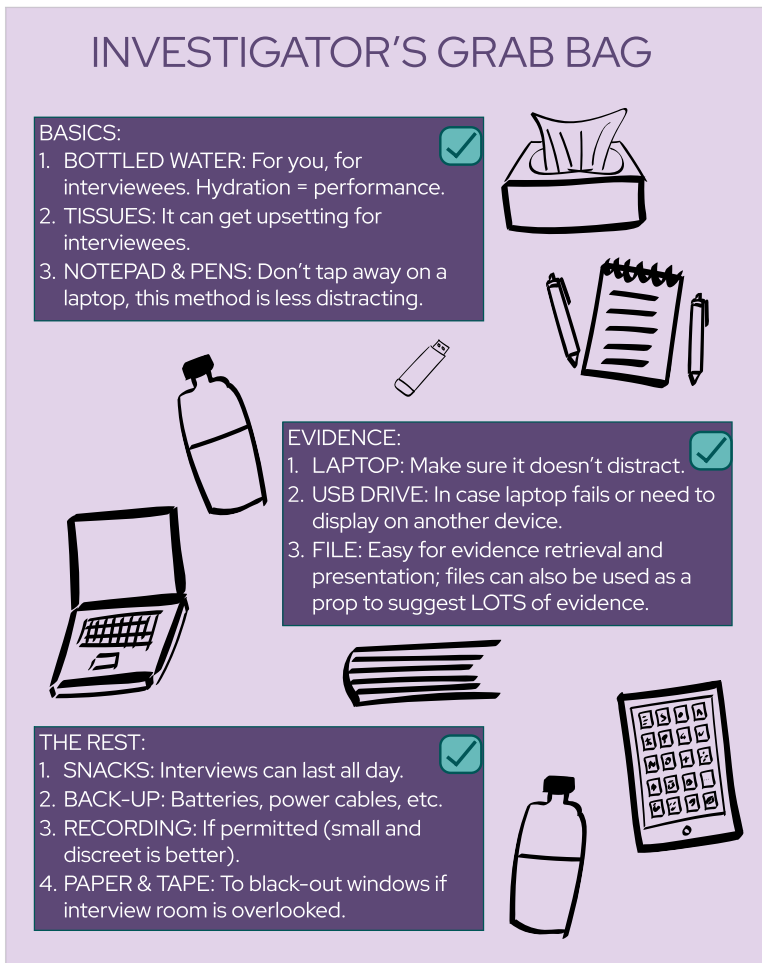 INVESTIGATOR’S GRAB BAG
BASICS:
1. BOTTLED WATER: For you, for
interviewees. Hydration = performance.
2. TISSUES: It can get upsetting for
interviewees.
3. NOTEPAD & PENS: Don’t tap away on a
laptop, this method is less distracting.
EVIDENCE:
1. LAPTOP: Make sure it doesn’t distract.
2. USB DRIVE: In case laptop fails or need to
display on another device.
3. FILE: Easy for evidence retrieval and
presentation; files can also be used as a
prop to suggest LOTS of evidence.
THE REST:
1. SNACKS: Interviews can last all day.
2. BACK-UP: Batteries, power cables, etc.
3. RECORDING: If permitted (small and
discreet is better).
4. PAPER & TAPE: To black-out windows if
interview room is overlooked.